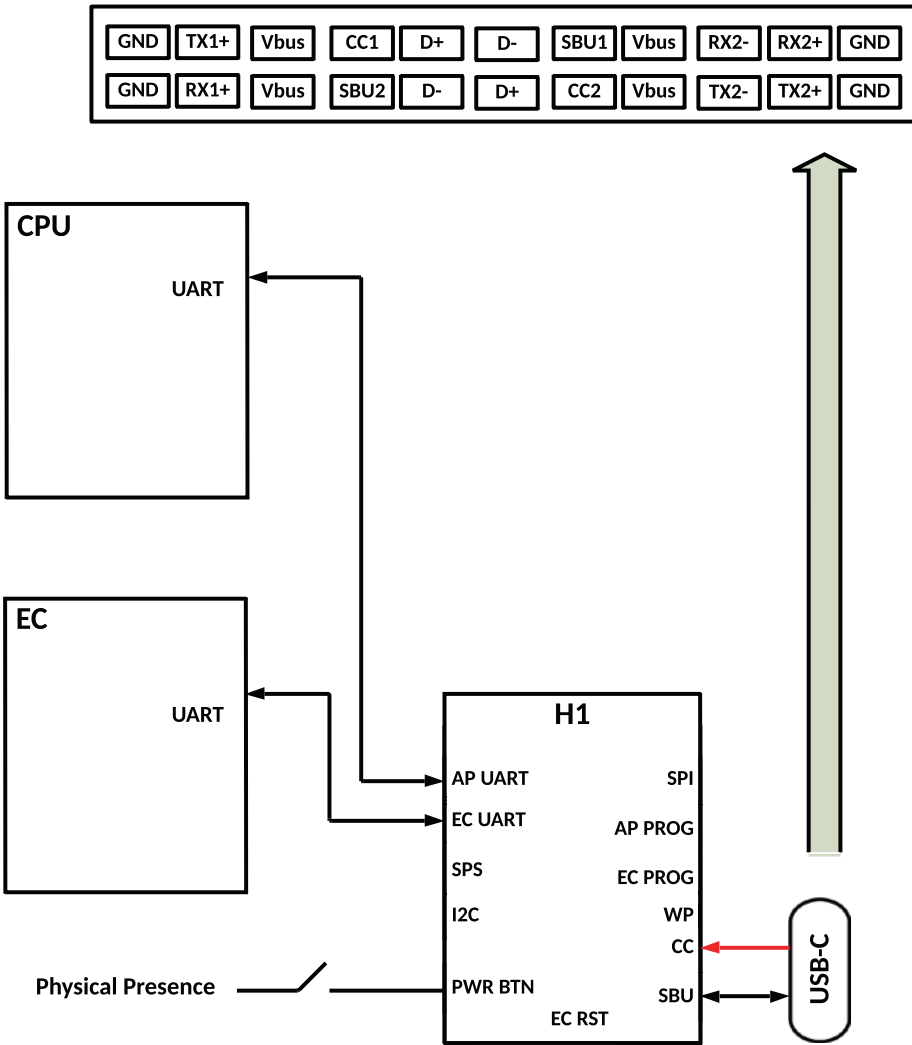 GND TX1+ Vbus CC1 D+ D- SBU1 Vbus RX2- RX2+ GND
GND RX1+ Vbus SBU2 D- D+ CC2 Vbus TX2- TX2+ GND
CPU
UART
EC
UART
H1
AP UART
SPI
EC UART
AP PROG
SPS
EC PROG
I2C
WP
CC
Physical Presence
PWR BTN
SBU
EC RST
USB-C